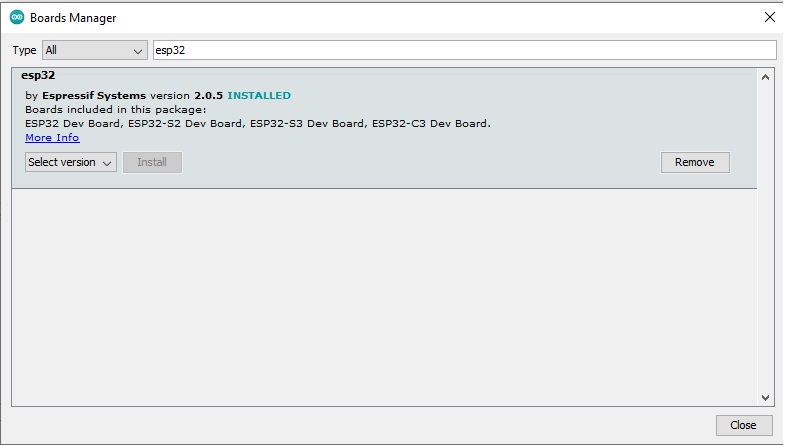 Boards Manager
Type All esp32
esp32
by Espressif Systems version 2.0.5 INSTALLED
Boards included in this package:
ESP32 Dev Board, ESP32-S2 Dev Board, ESP32-S3 Dev Board, ESP32-C3 Dev Board.
More Info
Select version Install Remove
Close